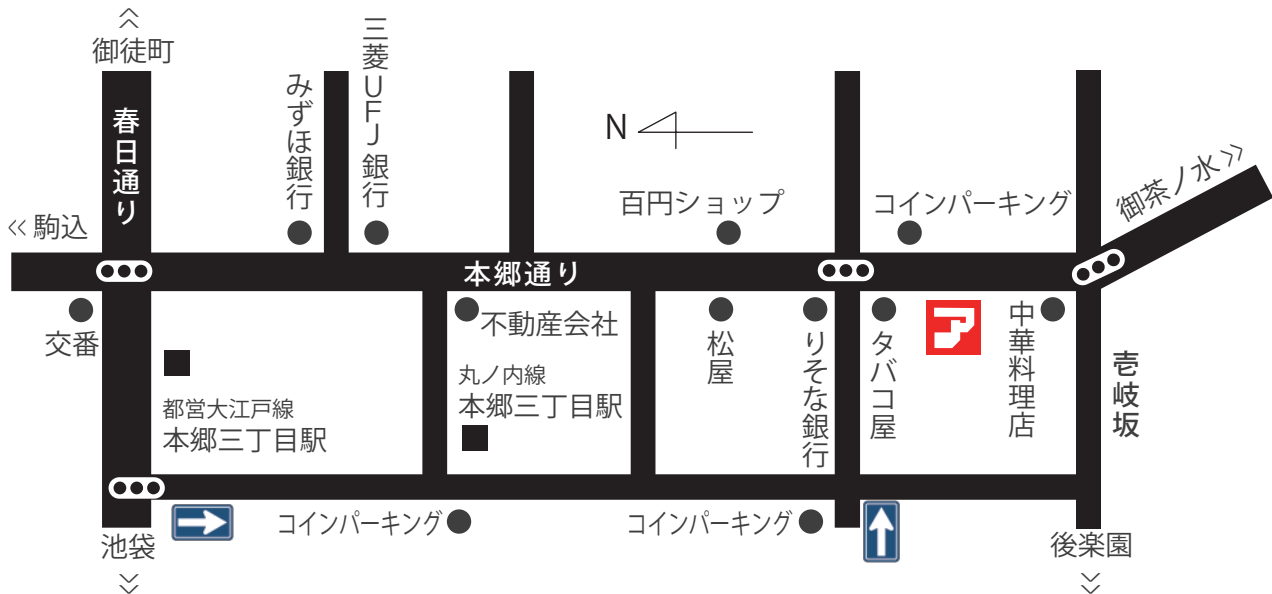 御徒町
春日通り
みずほ銀行
三菱UFJ銀行
N
百円ショップ
コインパーキング
御茶ノ水 >>
<< 駒込
本郷通り
交番
不動産会社
松屋
りそな銀行
タバコ屋
ア
中華料理店
壱岐坂
都営大江戸線
本郷三丁目駅
丸ノ内線
本郷三丁目駅
コインパーキング
コインパーキング
池袋
後楽園